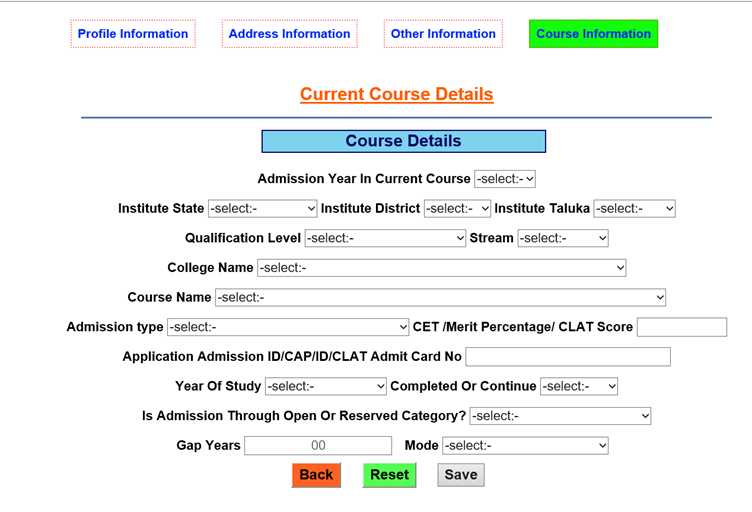 Profile Information Address Information Other Information Course Information
Current Course Details
Course Details
Admission Year In Current Course -select:-
Institute State -select:- Institute District -select:- Institute Taluka -select:-
Qualification Level -select:- Stream -select:-
College Name -select:-
Course Name -select:-
Admission type -select:- CET /Merit Percentage/ CLAT Score
Application Admission ID/CAP/ID/CLAT Admit Card No
Year Of Study -select:- Completed Or Continue -select:-
Is Admission Through Open Or Reserved Category? -select:-
Gap Years 00 Mode -select:-
Back Reset Save